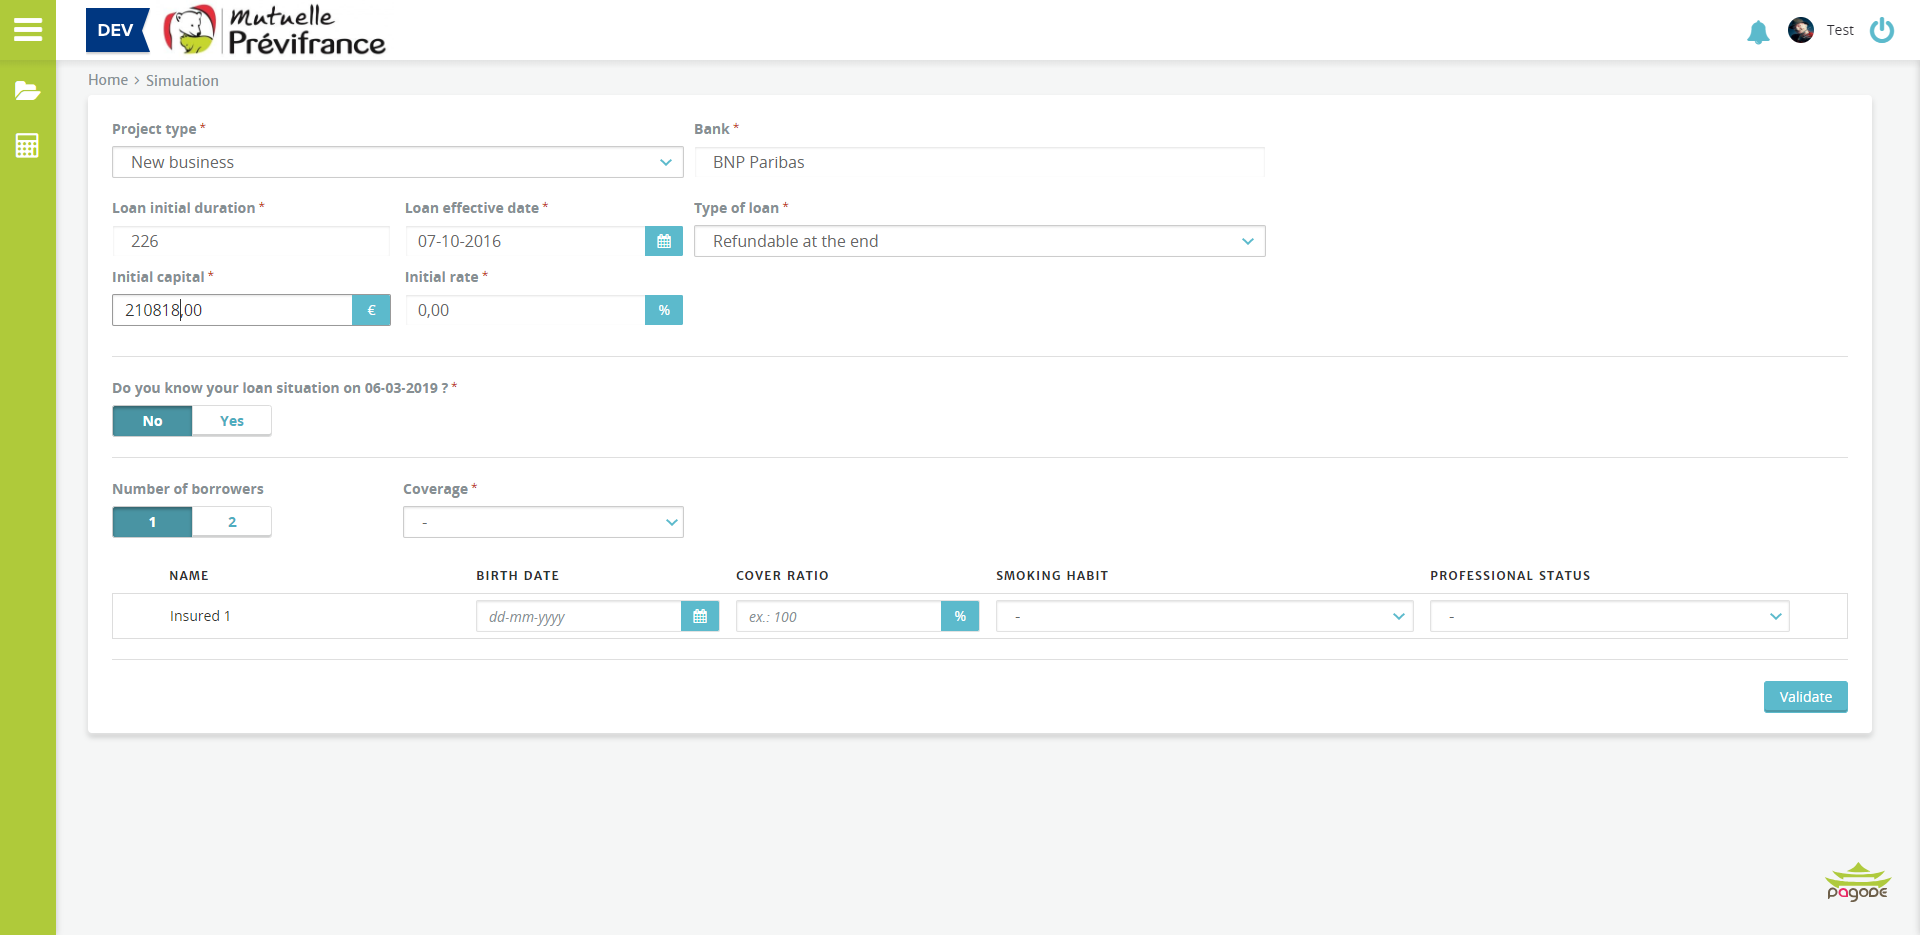 DEV
Mutuelle
Prévifrance
Test
Home > Simulation
Project type * Bank *
New business BNP Paribas
Loan initial duration * Loan effective date * Type of loan *
226 07-10-2016 Refundable at the end
Initial capital * Initial rate *
210818,00 € 0,00 %
Do you know your loan situation on 06-03-2019 ? *
No Yes
Number of borrowers Coverage *
1 2 -
NAME BIRTH DATE COVER RATIO SMOKING HABIT PROFESSIONAL STATUS
Insured 1 dd-mm-yyyy ex.: 100 % - -
Validate
PAGODE